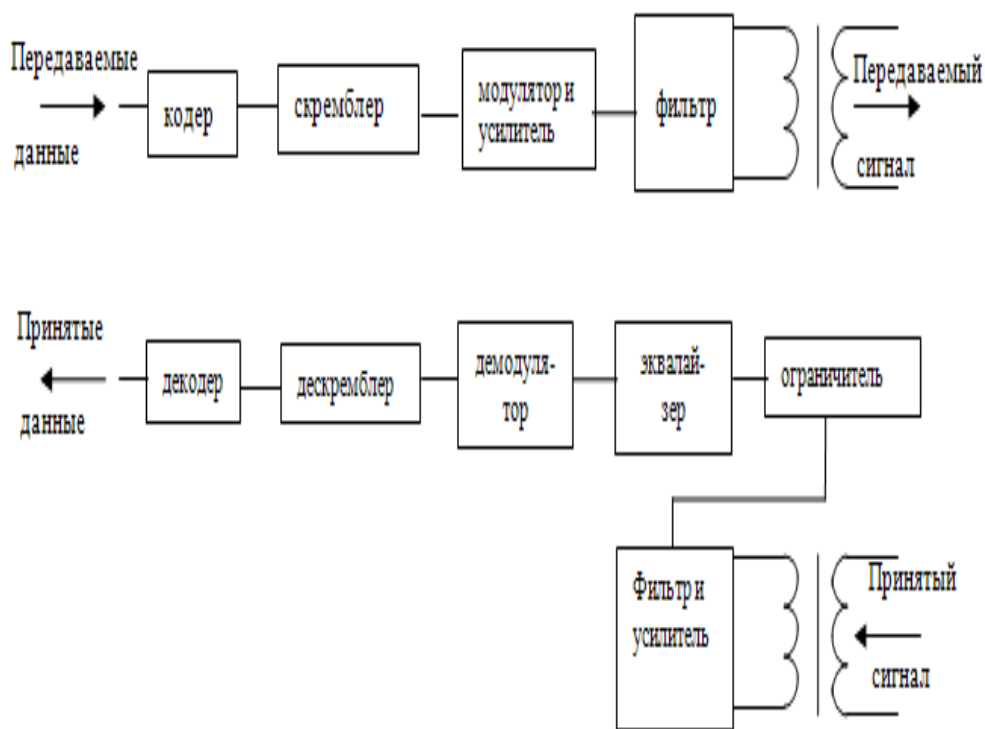 Передаваемые
данные
кодер
скремблер
модулятор и
усилитель
фильтр
Передаваемый
сигнал
Принятые
данные
декодер
дескремблер
демодуля-
тор
эквалай-
зер
ограничитель
Фильтр и
усилитель
Принятый
сигнал